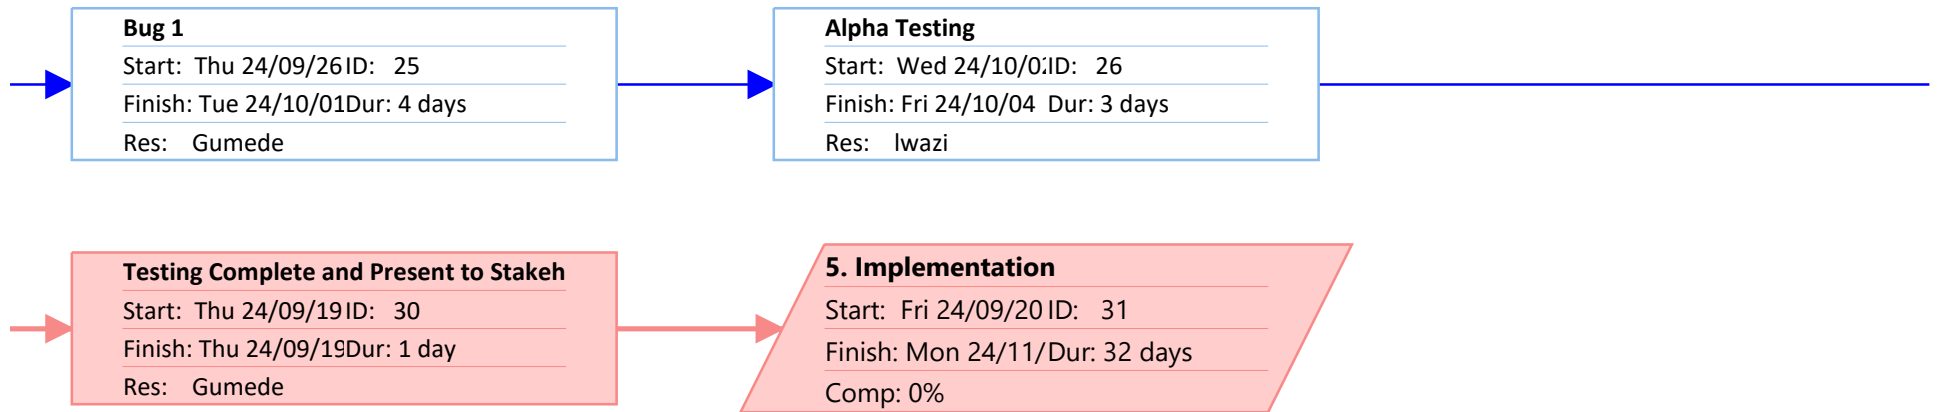 Bug 1
Start: Thu 24/09/26 ID: 25
Finish: Tue 24/10/01 Dur: 4 days
Res: Gumede
Alpha Testing
Start: Wed 24/10/0 ID: 26
Finish: Fri 24/10/04 Dur: 3 days
Res: lwazi
Testing Complete and Present to Stakeh
Start: Thu 24/09/19 ID: 30
Finish: Thu 24/09/19 Dur: 1 day
Res: Gumede
5. Implementation
Start: Fri 24/09/20 ID: 31
Finish: Mon 24/11/ Dur: 32 days
Comp: 0%